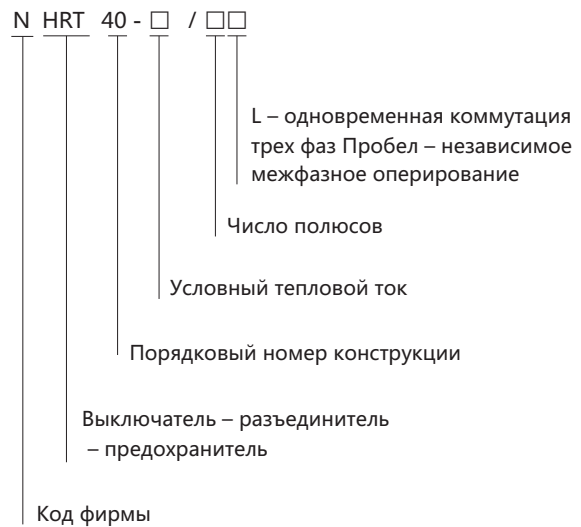 N HRT 40 - □ / □□
L – одновременная коммутация
трех фаз Пробел – независимое
межфазное оперирование
Число полюсов
Условный тепловой ток
Порядковый номер конструкции
Выключатель – разъединитель
– предохранитель
Код фирмы